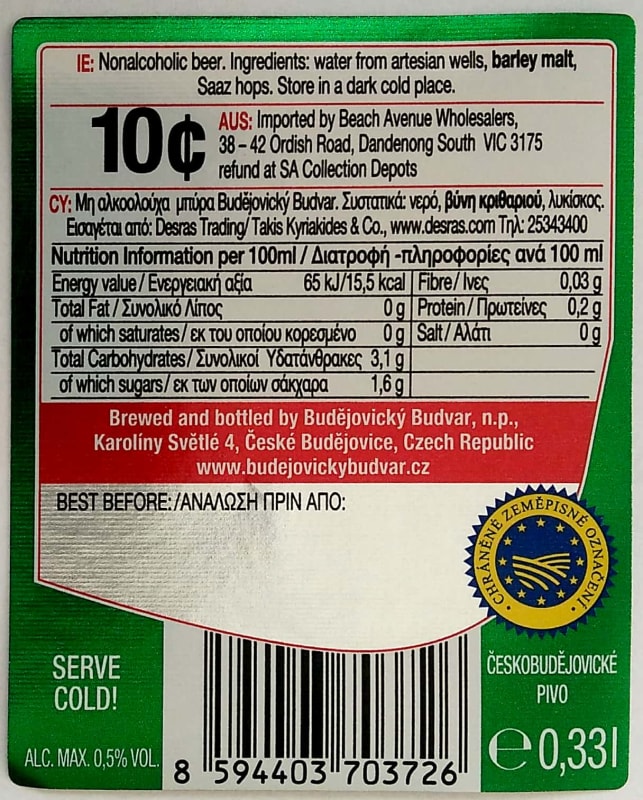 IE: Nonalcoholic beer. Ingredients: water from artesian wells, barley malt,
Saaz hops. Store in a dark cold place.
10¢
AUS: Imported by Beach Avenue Wholesalers,
38 – 42 Ordish Road, Dandenong South VIC 3175
refund at SA Collection Depots
CY: Μη αλκοολούχα μπύρα Budějovický Budvar. Συστατικά: νερό, βύνη κριθαριού, λυκίσκος.
Εισαγέται από: Desras Trading/ Takis Kyriakides & Co., www.desras.com Τηλ: 25343400
Nutrition Information per 100ml / Διατροφή -πληροφορίες ανά 100 ml
Energy value / Ενεργειακή αξία 65 kJ/15,5 kcal Fibre/ Ινες 0,03 g
Total Fat / Συνολικό Λίπος 0 g Protein / Πρωτείνες 0,2 g
of which saturates/ εκ του οποίου κορεσμένο 0 g Salt / Αλάτι 0 g
Total Carbohydrates / Συνολικοί Υδατάνθρακες 3,1 g
of which sugars/ εκ των οποίων σάκχαρα 1,6 g
Brewed and bottled by Budějovický Budvar, n.p.,
Karolíny Světlé 4, České Budějovice, Czech Republic
www.budejovickybudvar.cz
BEST BEFORE:/ΑΝΑΛΩΣΗ ΠΡΙΝ ΑΠΟ:
CHRÁNĚNÉ ZEMĚPISNÉ OZNAČENÍ
SERVE
COLD!
ČESKOBUDĚJOVICKÉ
PIVO
ALC. MAX. 0,5% VOL.
8 594403 703726
e 0,33l